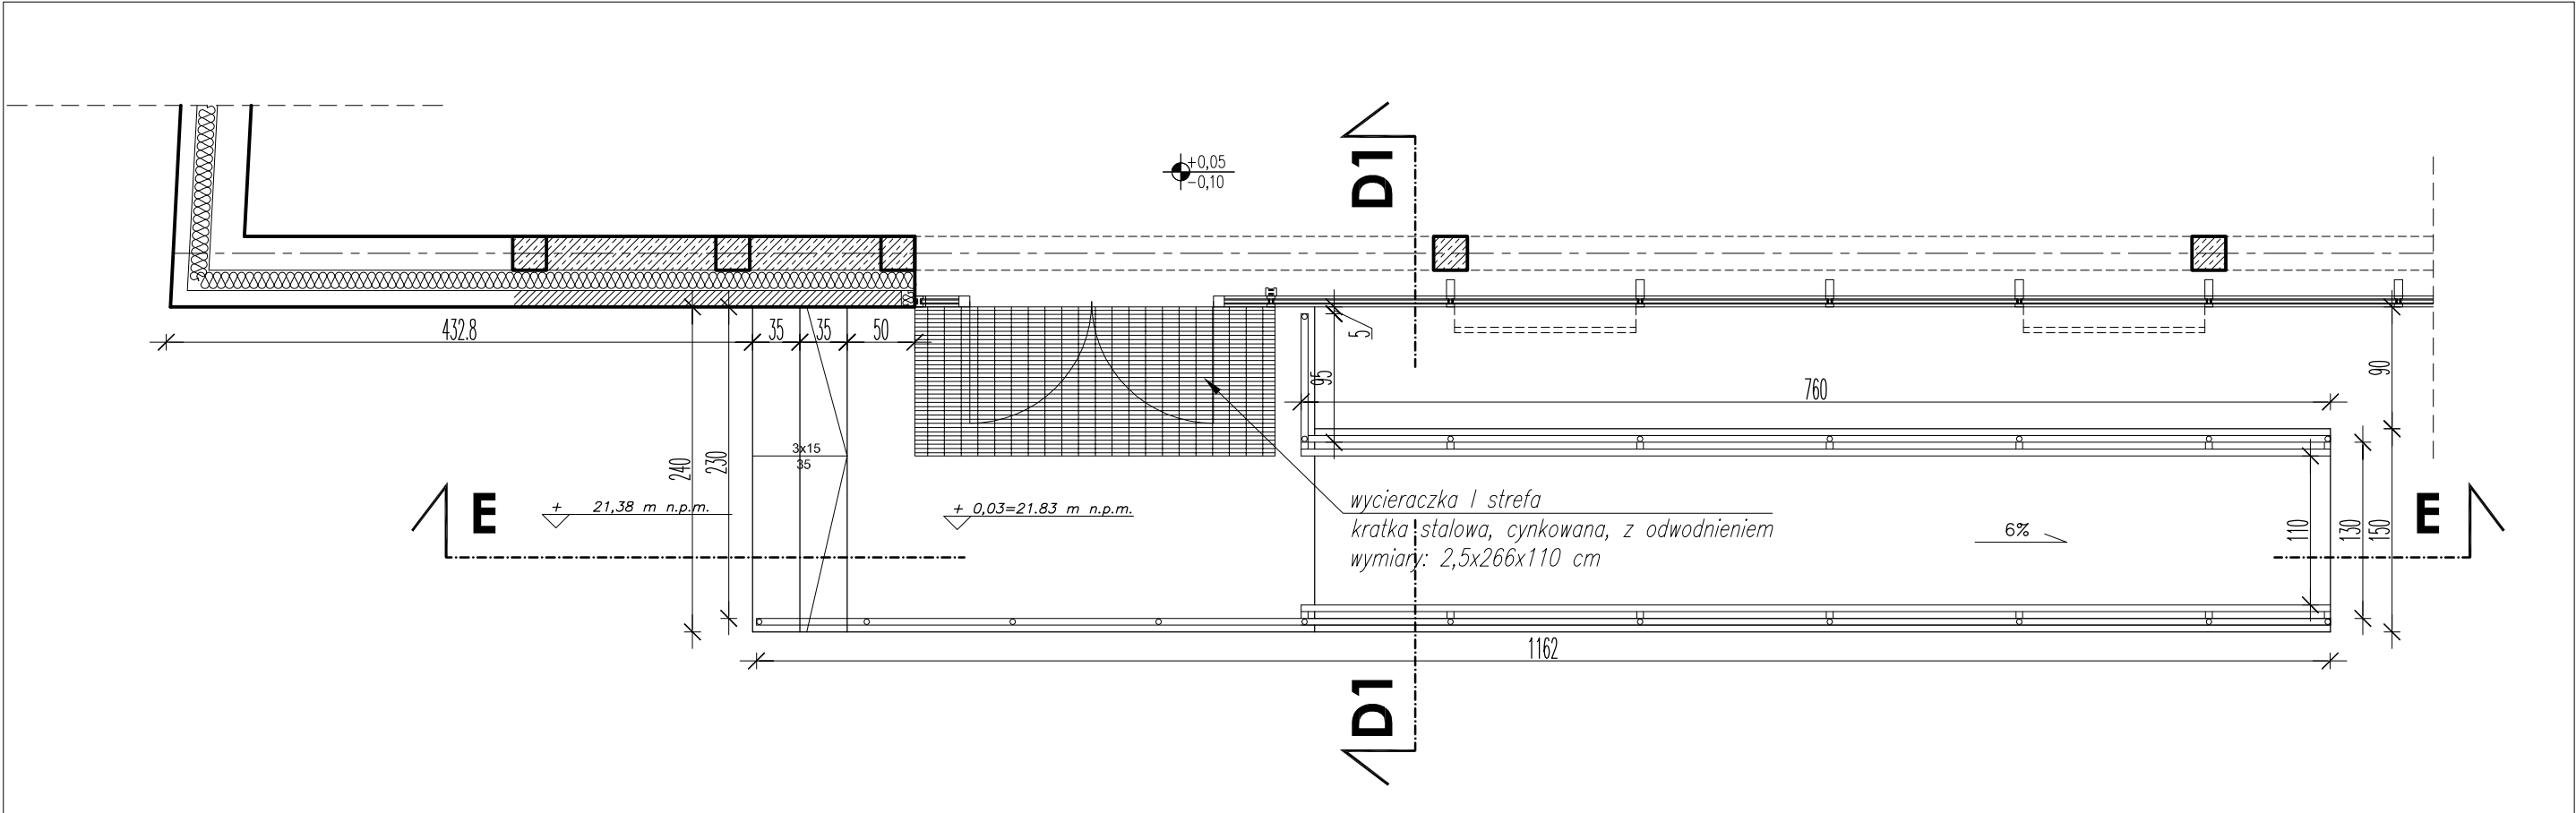 +0,05
-0,10
D1
432.8
35
35
50
5
95
760
90
3x15
35
240
230
E
+ 21,38 m n.p.m.
+ 0,03=21.83 m n.p.m.
wycieraczka I strefa
kratka stalowa, cynkowana, z odwodnieniem
wymiary: 2,5x266x110 cm
6%
110
130
150
E
1162
D1